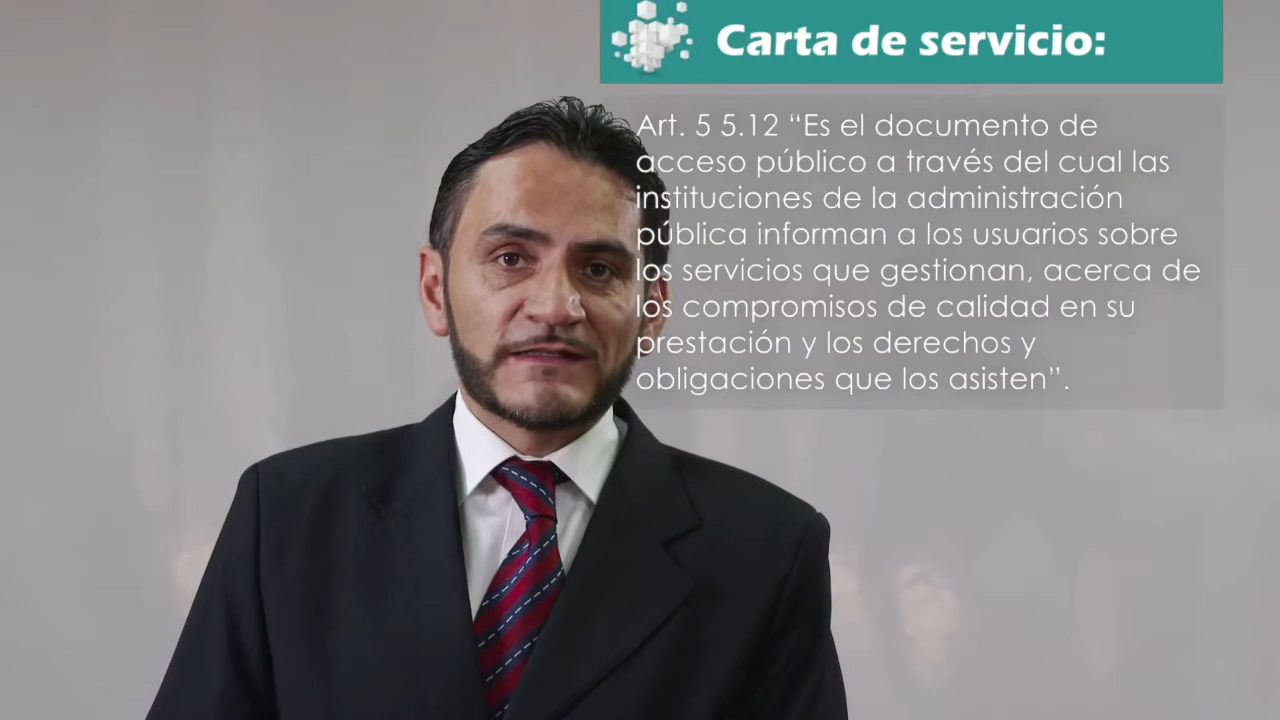 Carta de servicio:
Art. 5 5.12 “Es el documento de
acceso público a través del cual las
instituciones de la administración
pública informan a los usuarios sobre
los servicios que gestionan, acerca de
los compromisos de calidad en su
prestación y los derechos y
obligaciones que los asisten”.